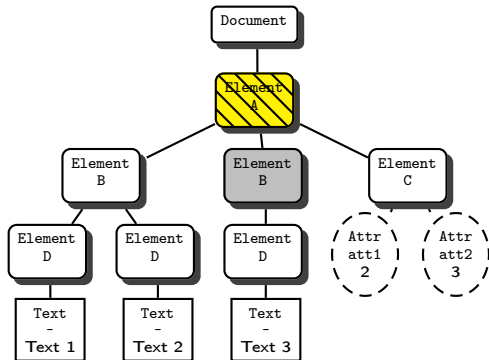 Document
Element
A
Element
B
Element
B
Element
C
Element
D
Element
D
Element
D
Attr
att1
2
Attr
att2
3
Text
-
Text 1
Text
-
Text 2
Text
-
Text 3